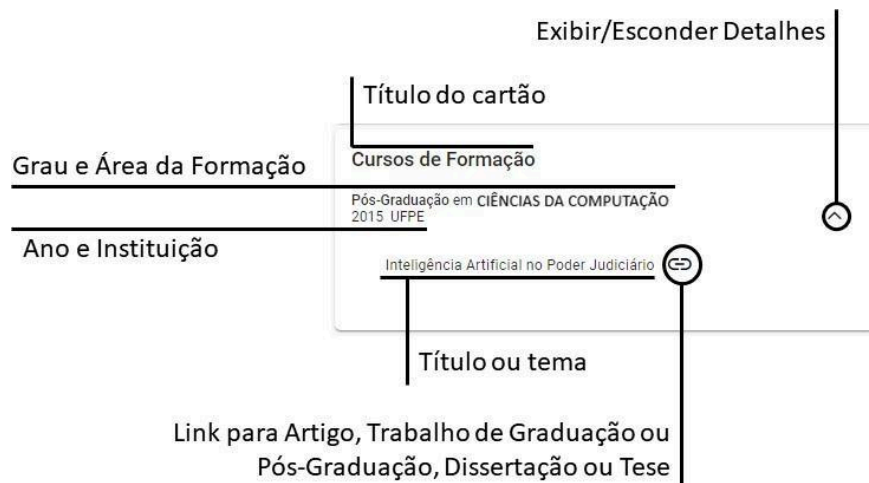 Exibir/Esconder Detalhes
Título do cartão
Cursos de Formação
Grau e Área da Formação
Pós-Graduação em CIÊNCIAS DA COMPUTAÇÃO
2015 UFPE
Ano e Instituição
Inteligência Artificial no Poder Judiciário
Título ou tema
Link para Artigo, Trabalho de Graduação ou
Pós-Graduação, Dissertação ou Tese